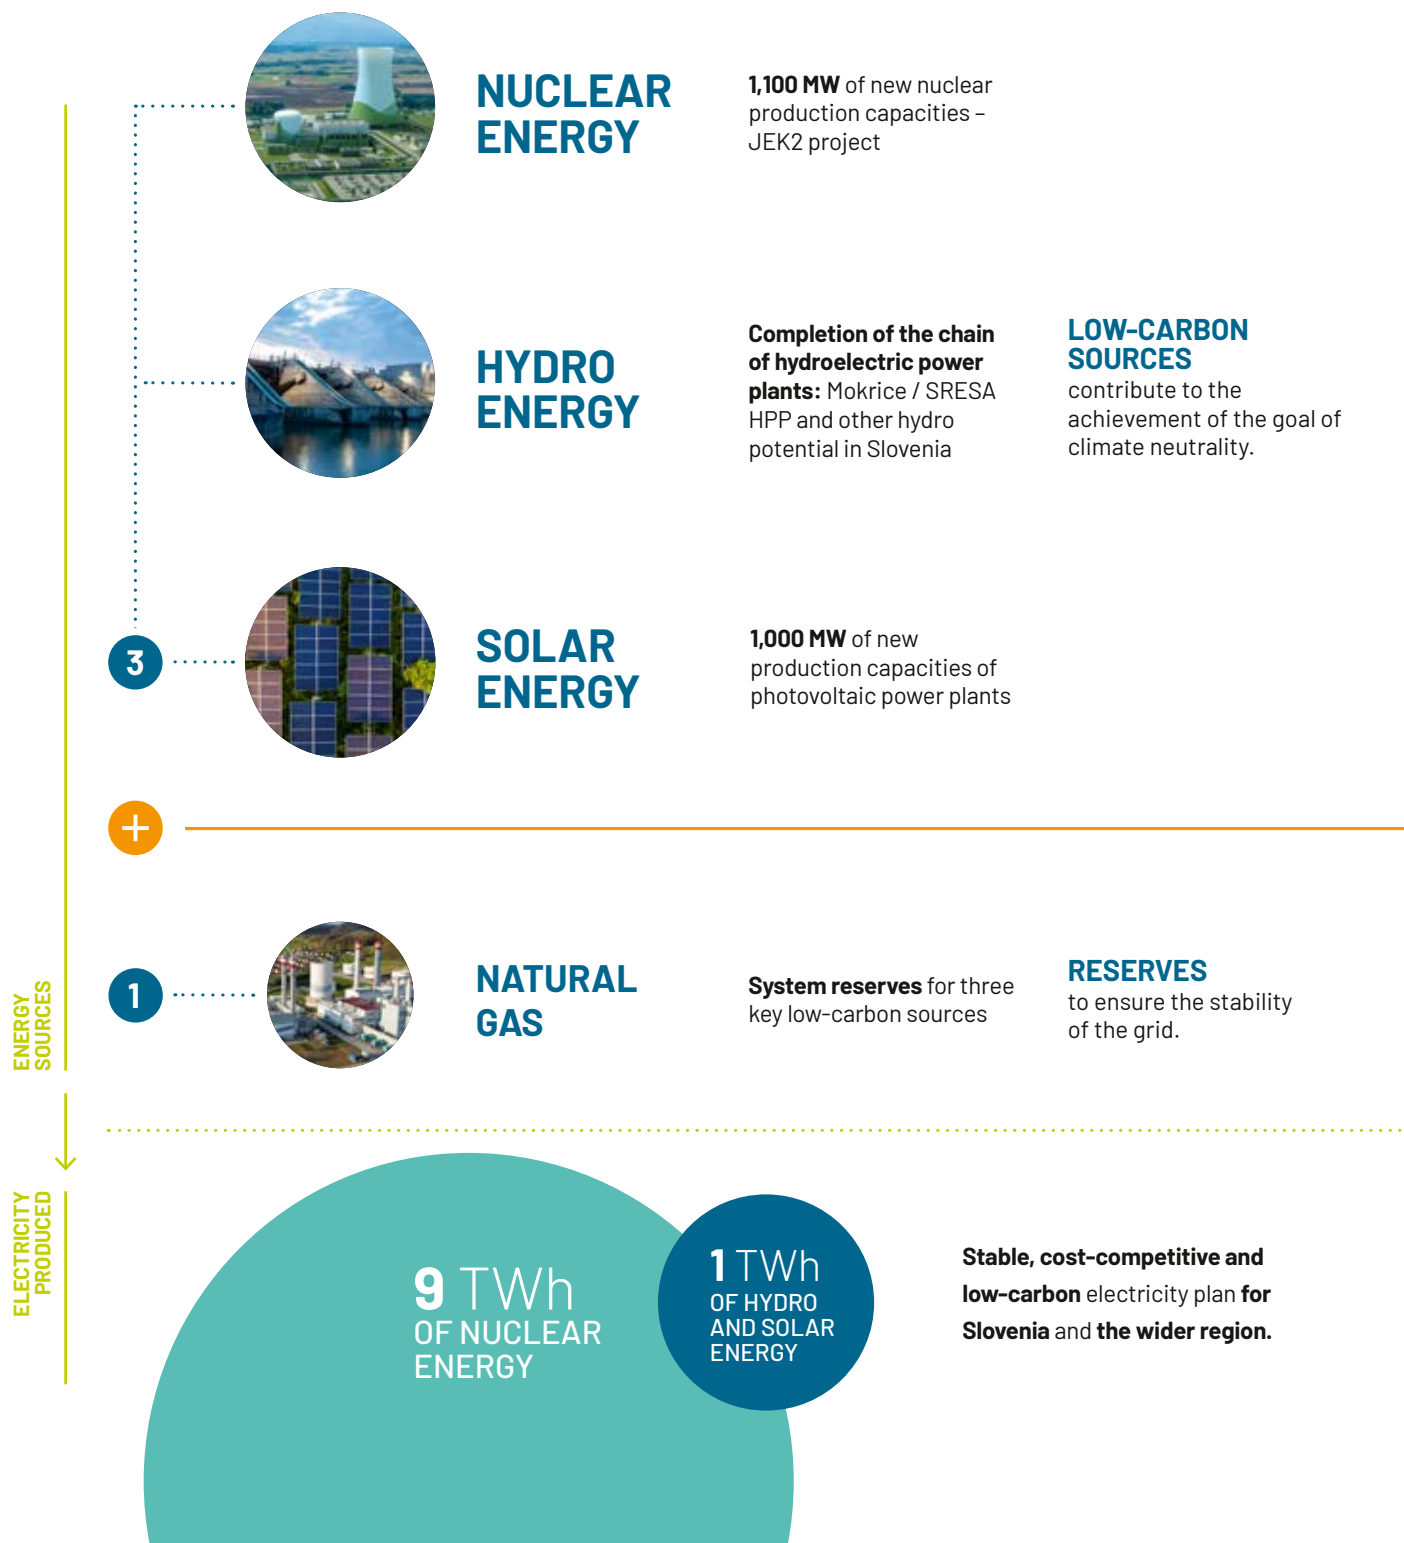 NUCLEAR
ENERGY
1,100 MW of new nuclear
production capacities –
JEK2 project
HYDRO
ENERGY
Completion of the chain
of hydroelectric power
plants: Mokrice / SRESA
HPP and other hydro
potential in Slovenia
LOW-CARBON
SOURCES
contribute to the
achievement of the goal of
climate neutrality.
3
SOLAR
ENERGY
1,000 MW of new
production capacities of
photovoltaic power plants
+
1
NATURAL
GAS
System reserves for three
key low-carbon sources
RESERVES
to ensure the stability
of the grid.
ENERGY
SOURCES
ELECTRICITY
PRODUCED
9 TWh
OF NUCLEAR
ENERGY
1 TWh
OF HYDRO
AND SOLAR
ENERGY
Stable, cost-competitive and
low-carbon electricity plan for
Slovenia and the wider region.